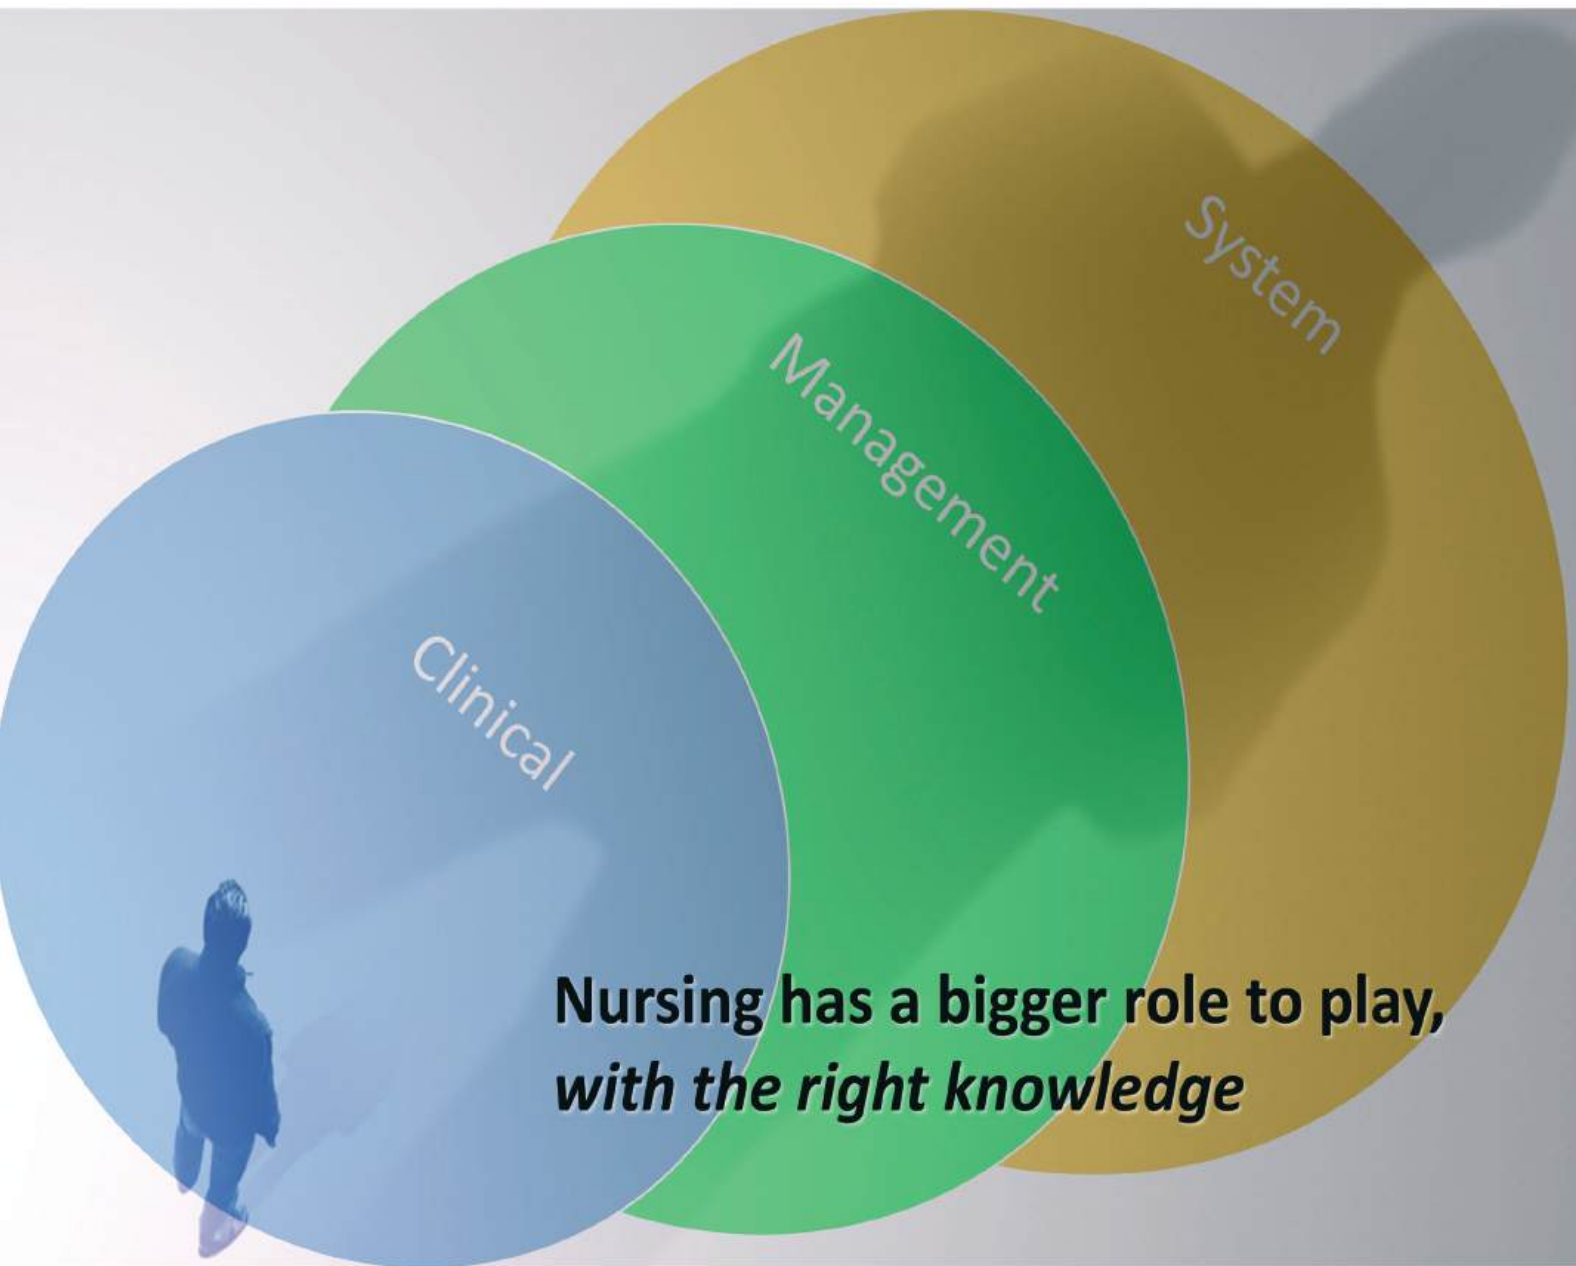 System
Management
Clinical
Nursing has a bigger role to play,
with the right knowledge